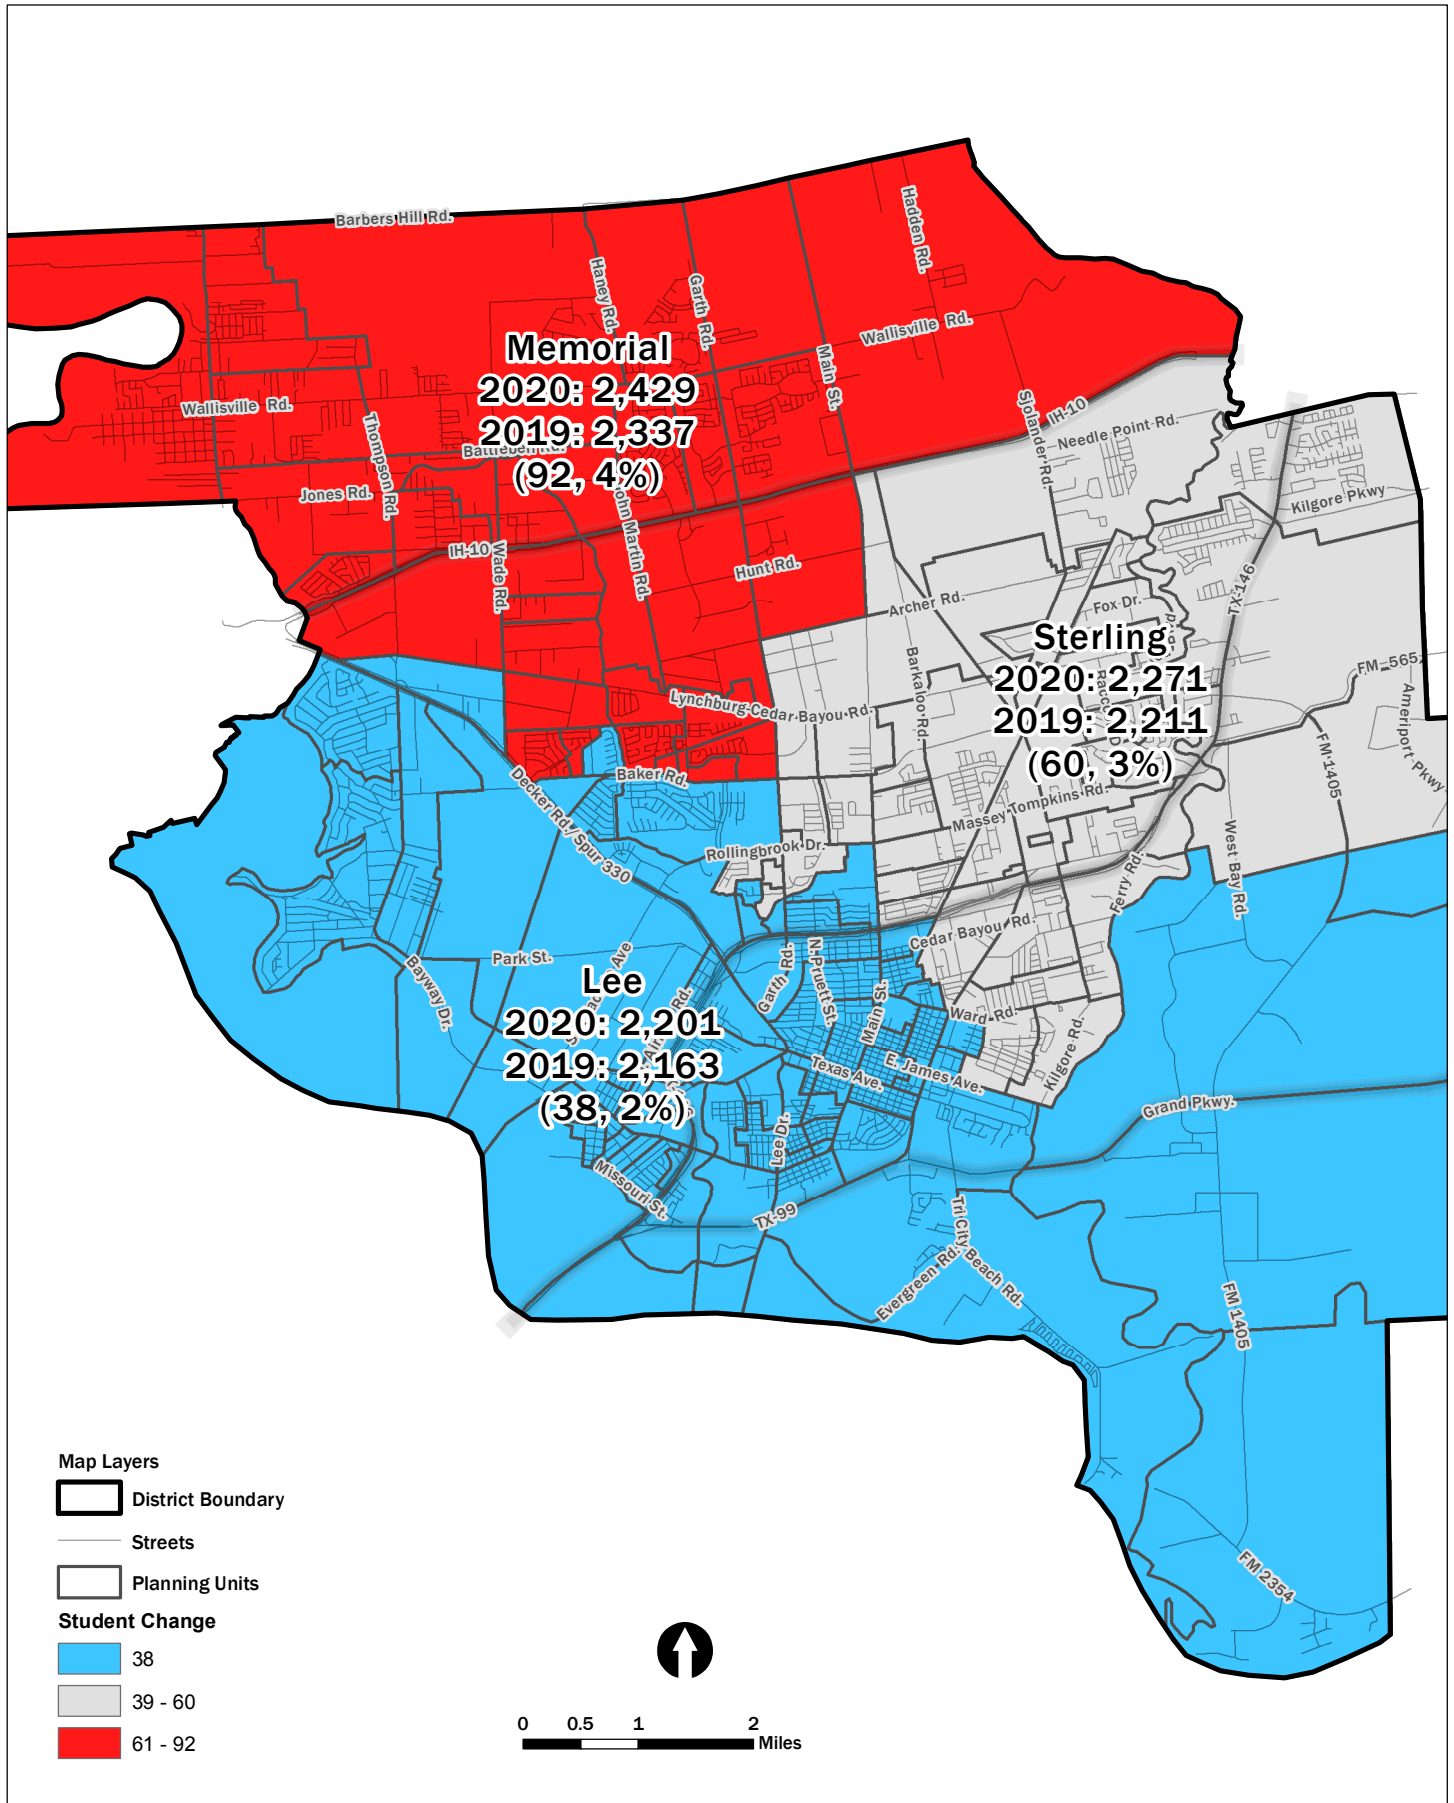 Barbers Hill Rd.
Hadden Rd.
Haney Rd.
Garth Rd.
Wallisville Rd.
Main St.
Memorial
2020: 2,429
2019: 2,337
(92, 4%)
Wallisville Rd.
Thompson Rd.
Jones Rd.
IH-10
Sjolander Rd.
Needle Point Rd.
Kilgore Pkwy
IH-10
Wade Rd.
John Martin Rd.
Hunt Rd.
TX-146
Archer Rd.
Fox Dr.
Sterling
2020: 2,271
2019: 2,211
(60, 3%)
Barkaloo Rd.
FM 565
Ameriport Pkwy
Lynchburg-Cedar Bayou Rd.
FM 1405
Baker Rd.
Decker Rd./Spur 330
Massey Tompkins Rd.
Rollingbrook Dr.
West Bay Rd.
Ferry Rd.
Cedar Bayou Rd.
Park St.
Bayway Dr.
Garth Rd.
N. Pruett St.
Main St.
Ward Rd.
Lee
2020: 2,201
2019: 2,163
(38, 2%)
Texas Ave.
E. James Ave.
Kilgore Rd.
Grand Pkwy.
Lee Dr.
Missouri St.
TX-99
Tri City Beach Rd.
Evergreen Rd.
FM 1405
FM 2354
Map Layers
District Boundary
Streets
Planning Units
Student Change
38
39 - 60
61 - 92
0 0.5 1 2
Miles